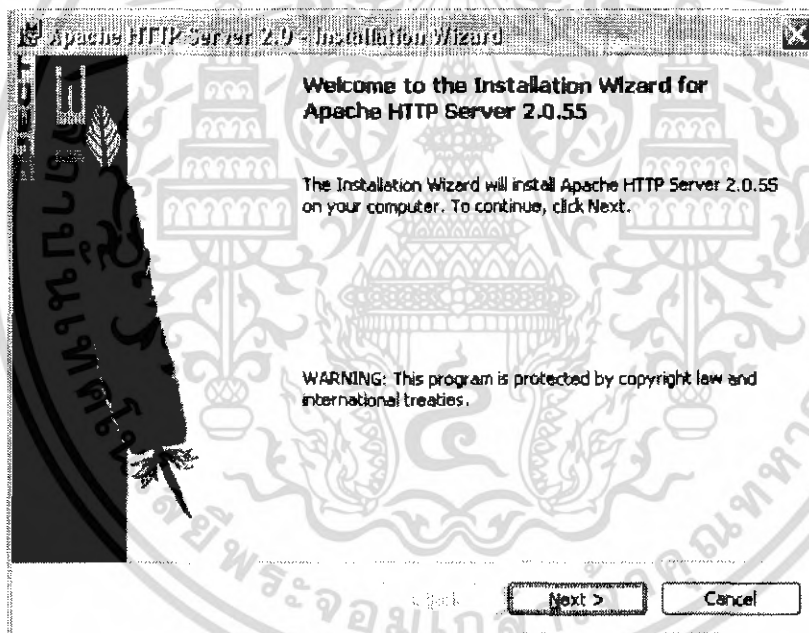 Apache HTTP Server 2.0 - Installation Wizard
Welcome to the Installation Wizard for
Apache HTTP Server 2.0.55
The Installation Wizard will install Apache HTTP Server 2.0.55
on your computer. To continue, click Next.
WARNING: This program is protected by copyright law and
international treaties.
< Back
Next >
Cancel